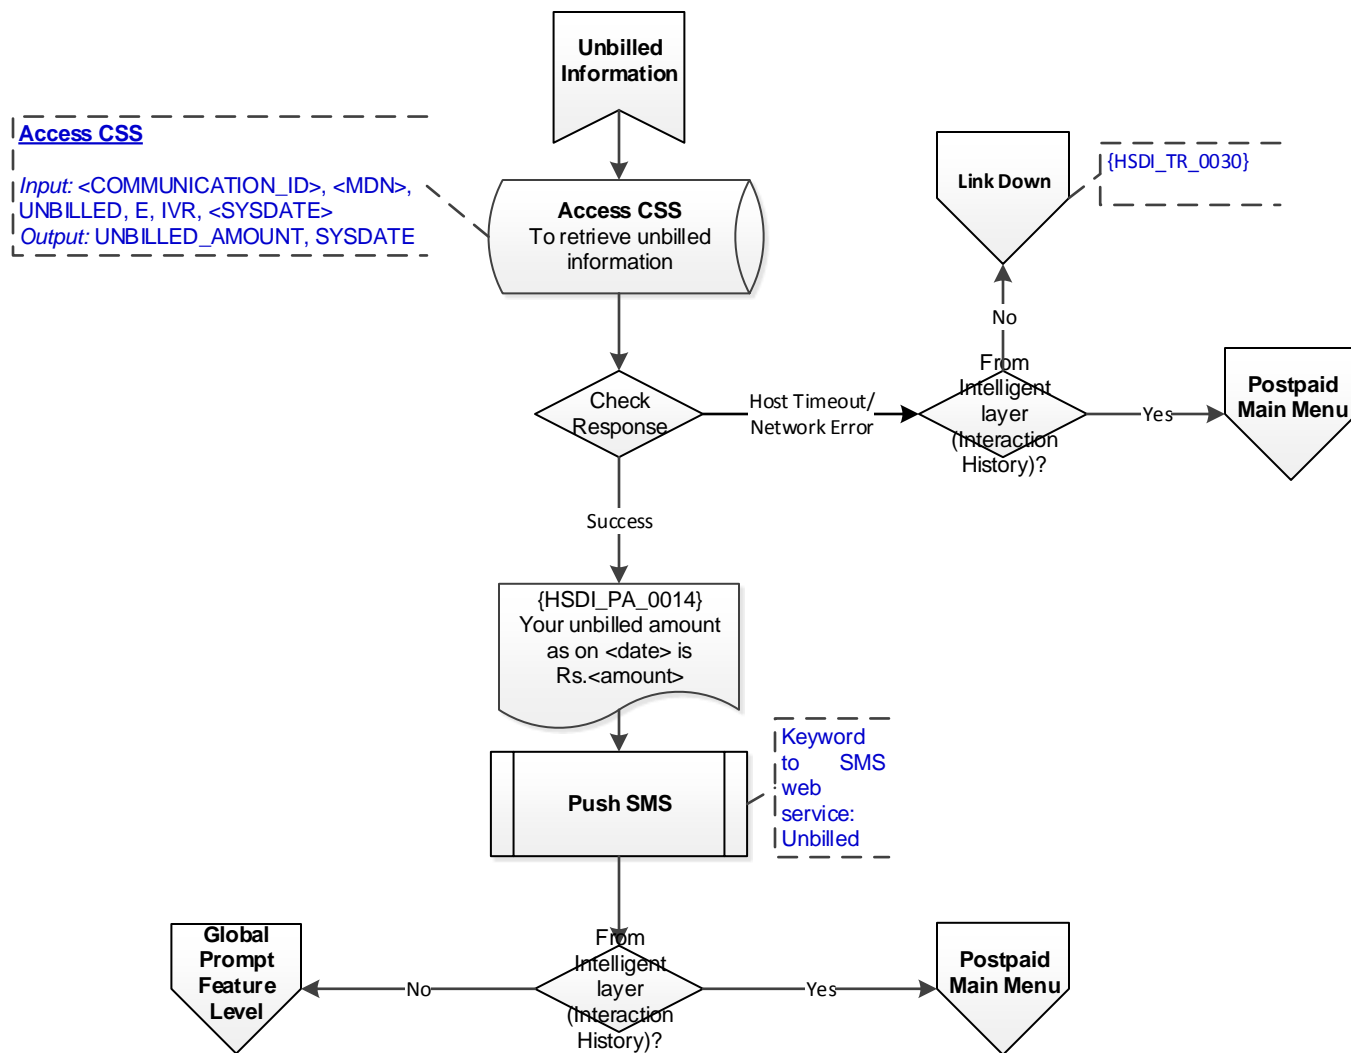 Unbilled
Information
Access CSS
Input: <COMMUNICATION_ID>, <MDN>,
UNBILLED, E, IVR, <SYSDATE>
Output: UNBILLED_AMOUNT, SYSDATE
Access CSS
To retrieve unbilled
information
Link Down
{HSDI_TR_0030}
No
Check
Response
Host Timeout/
Network Error
From
Intelligent
layer
(Interaction
History)?
Yes
Postpaid
Main Menu
Success
{HSDI_PA_0014}
Your unbilled amount
as on <date> is
Rs.<amount>
Push SMS
Keyword
to SMS
web
service:
Unbilled
Global
Prompt
Feature
Level
No
From
Intelligent
layer
(Interaction
History)?
Yes
Postpaid
Main Menu